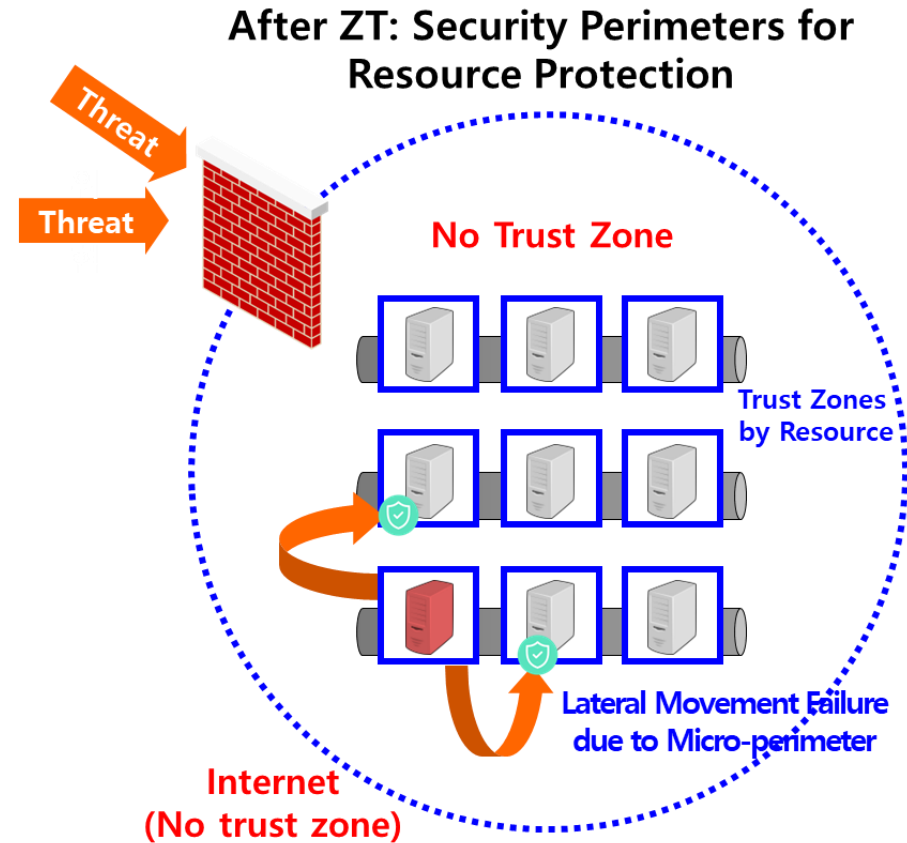 After ZT: Security Perimeters for
Resource Protection
Threat
Threat
No Trust Zone
Trust Zones
by Resource
Lateral Movement Failure
due to Micro-perimeter
Internet
(No trust zone)